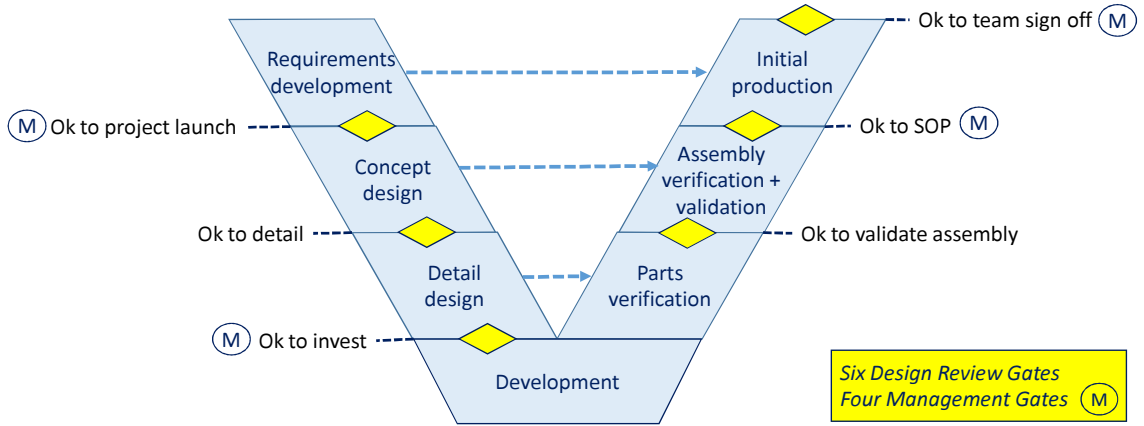 Ok to team sign off M
Requirements
development
Initial
production
M Ok to project launch
Ok to SOP M
Concept
design
Assembly
verification +
validation
Ok to detail
Ok to validate assembly
Detail
design
Parts
verification
M Ok to invest
Development
Six Design Review Gates
Four Management Gates M